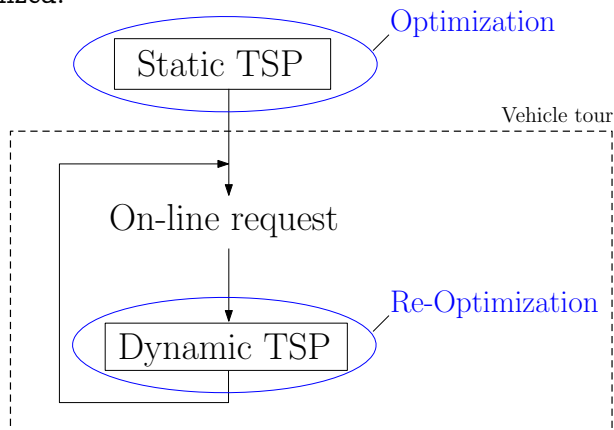 Optimization
Static TSP
Vehicle tour
On-line request
Re-Optimization
Dynamic TSP